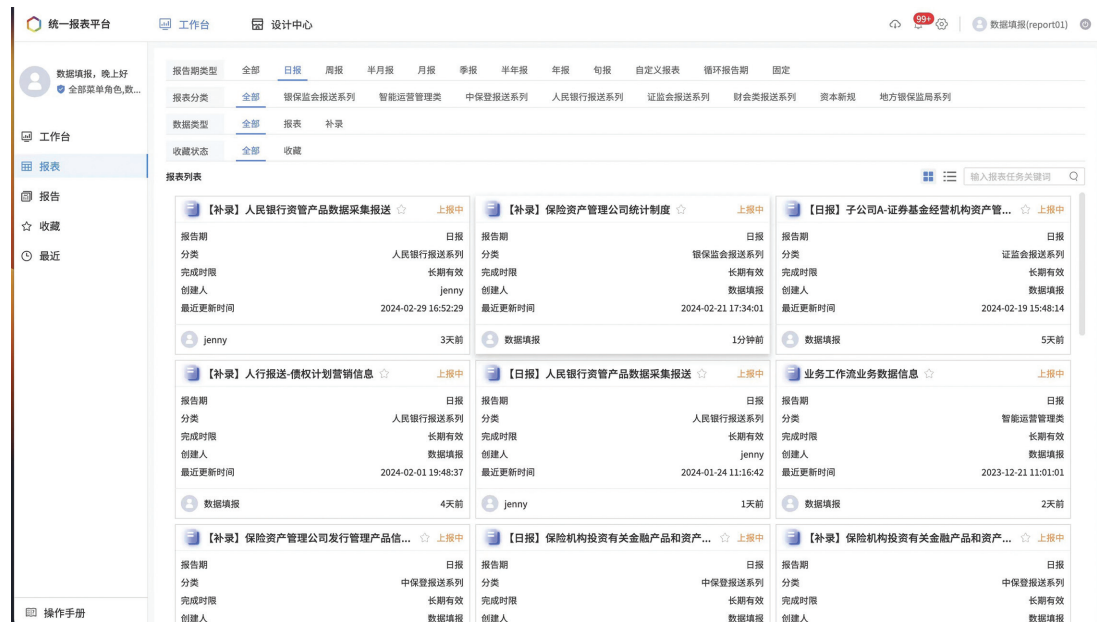 统一报表平台 工作台 设计中心 99+ 数据填报(report01)
数据填报，晚上好
全部菜单角色,数...
工作台
报表
报告
收藏
最近
操作手册
报告期类型 全部 日报 周报 半月报 月报 季报 半年报 年报 旬报 自定义报表 循环报告期 固定
报表分类 全部 银保监会报送系列 智能运营管理类 中保登报送系列 人民银行报送系列 证监会报送系列 财会类报送系列 资本新规 地方银保监局系列
数据类型 全部 报表 补录
收藏状态 全部 收藏
报表列表 输入报表任务关键词
【补录】人民银行资管产品数据采集报送 上报中
报告期 日报
分类 人民银行报送系列
完成时限 长期有效
创建人 jenny
最近更新时间 2024-02-29 16:52:29
jenny 3天前
【补录】保险资产管理公司统计制度 上报中
报告期 日报
分类 银保监会报送系列
完成时限 长期有效
创建人 数据填报
最近更新时间 2024-02-21 17:34:01
数据填报 1分钟前
【日报】子公司A-证券基金经营机构资产管... 上报中
报告期 日报
分类 证监会报送系列
完成时限 长期有效
创建人 数据填报
最近更新时间 2024-02-19 15:48:14
数据填报 5天前
【补录】人行报送-债权计划营销信息 上报中
报告期 日报
分类 人民银行报送系列
完成时限 长期有效
创建人 数据填报
最近更新时间 2024-02-01 19:48:37
数据填报 4天前
【日报】人民银行资管产品数据采集报送 上报中
报告期 日报
分类 人民银行报送系列
完成时限 长期有效
创建人 jenny
最近更新时间 2024-01-24 11:16:42
jenny 1天前
业务工作流业务数据信息 上报中
报告期 日报
分类 智能运营管理类
完成时限 长期有效
创建人 数据填报
最近更新时间 2023-12-21 11:01:01
数据填报 2天前
【补录】保险资产管理公司发行管理产品信... 上报中
报告期 日报
分类 中保登报送系列
完成时限 长期有效
创建人 数据填报
【日报】保险机构投资有关金融产品和资产... 上报中
报告期 日报
分类 中保登报送系列
完成时限 长期有效
创建人 数据填报
【补录】保险机构投资有关金融产品和资产... 上报中
报告期 日报
分类 中保登报送系列
完成时限 长期有效
创建人 数据填报